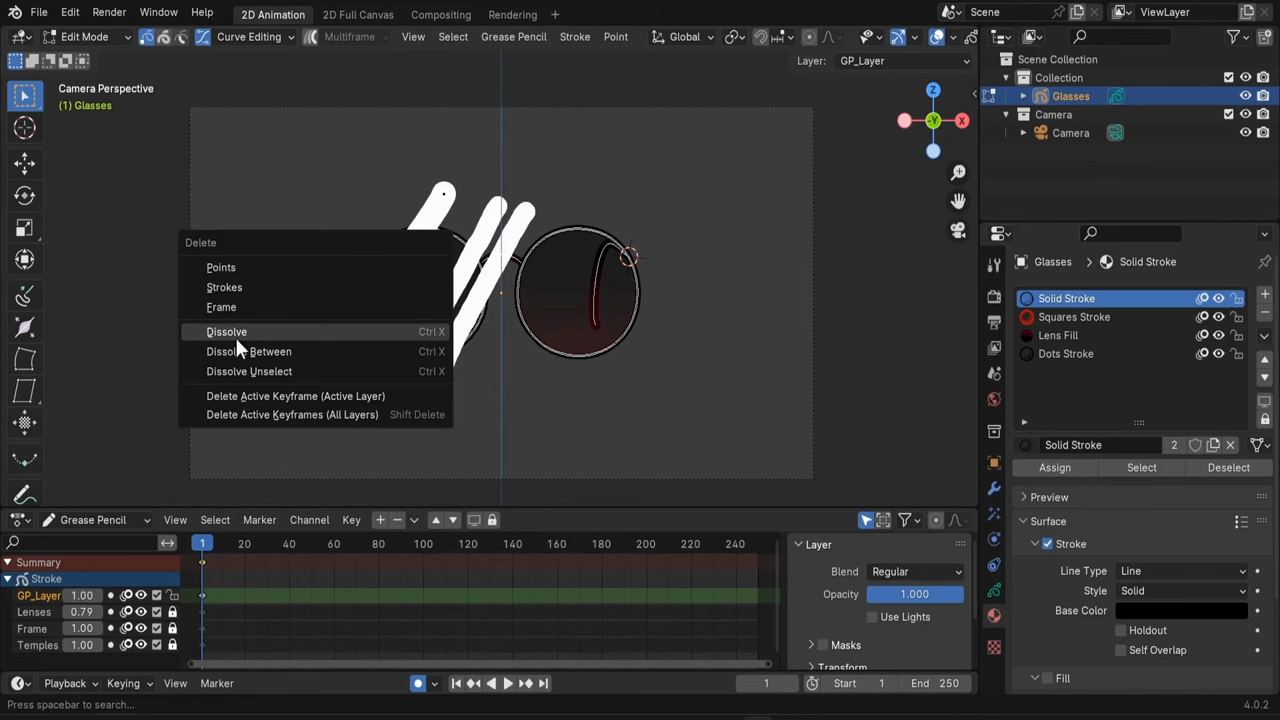 File Edit Window Help 2D Animation 2D Full Canvas Compositing Rendering + Scene ViewLayer
Edit Mode Curve Editing Multiframe View Select Grease Pencil Stroke Point Global
Layer: GP_Layer
Camera Perspective
(1) Glasses
Z
-Y
X
Scene Collection
Collection
Glasses
Camera
Camera
Delete
Points
Strokes
Frame
Dissolve Ctrl X
Dissolve Between Ctrl X
Dissolve Unselect Ctrl X
Delete Active Keyframe (Active Layer)
Delete Active Keyframes (All Layers) Shift Delete
Glasses > Solid Stroke
Solid Stroke
Squares Stroke
Lens Fill
Dots Stroke
Solid Stroke 2
Assign Select Deselect
Preview
Surface
Stroke
Line Type Line
Style Solid
Base Color
Holdout
Self Overlap
Fill
Grease Pencil View Select Marker Channel Key
1 20 40 60 80 100 120 140 160 180 200 220 240
Summary
Stroke
GP_Layer 1.00
Lenses 0.79
Frame 1.00
Temples 1.00
Layer
Blend Regular
Opacity 1.000
Use Lights
Masks
Transform
Playback Keying View Marker 1 Start 1 End 250
Press spacebar to search... 4.0.2